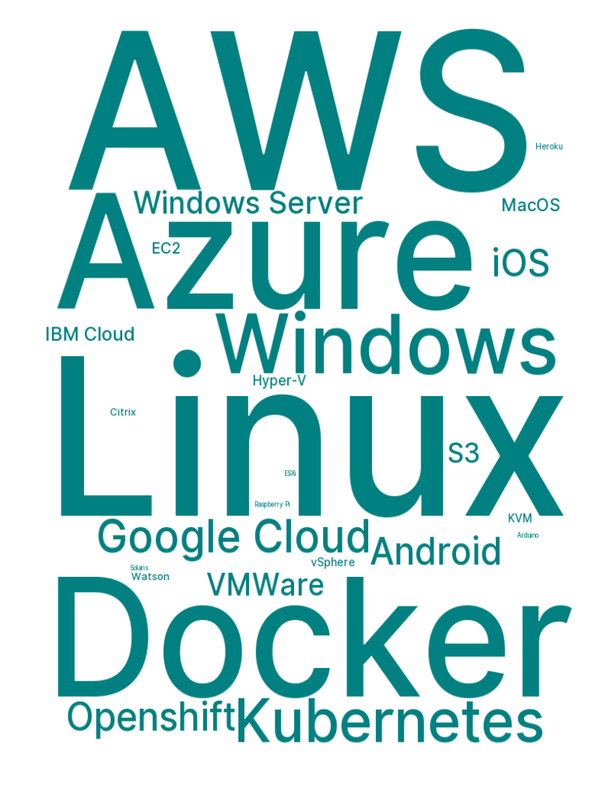 AWS
Heroku
Windows Server
MacOS
Azure
EC2
iOS
IBM Cloud
Windows
Hyper-V
Linux
Citrix
S3
ESXi
Raspberry Pi
KVM
Google Cloud
Arduino
Android
vSphere
Solaris
Watson
VMWare
Docker
Openshift
Kubernetes